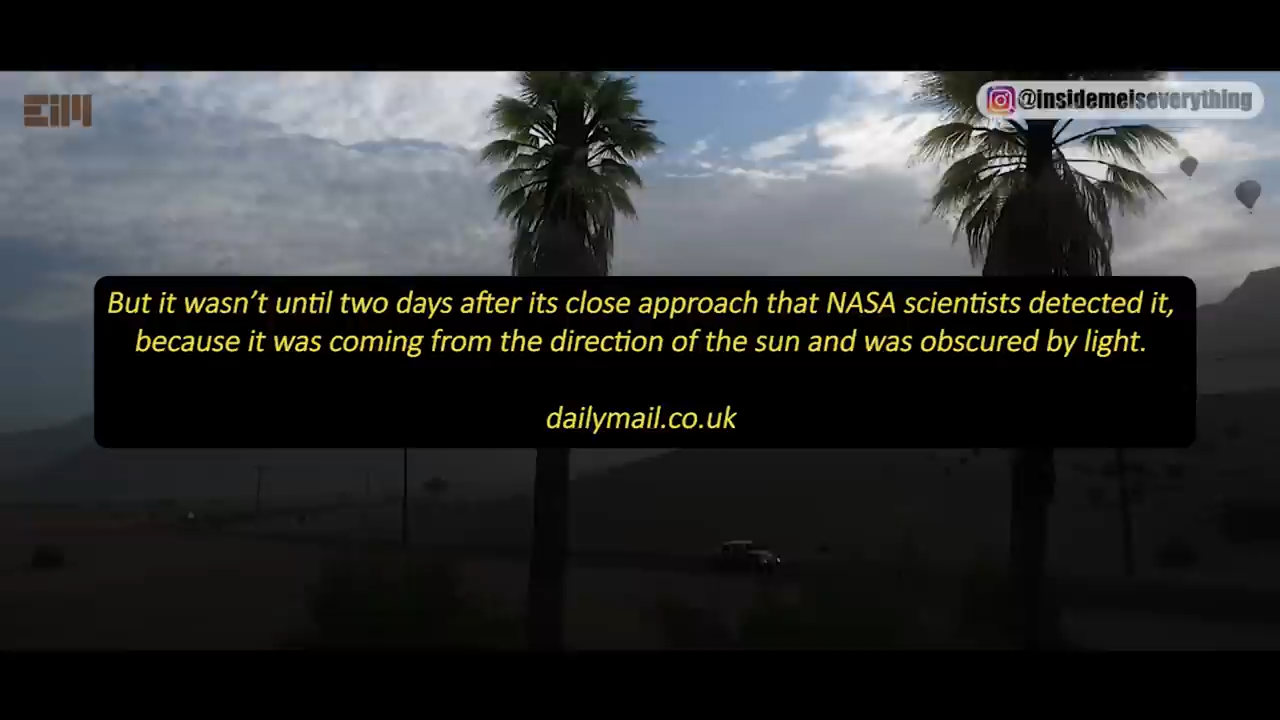 EiM
@insidemeiseverything
But it wasn’t until two days after its close approach that NASA scientists detected it,
because it was coming from the direction of the sun and was obscured by light.
dailymail.co.uk